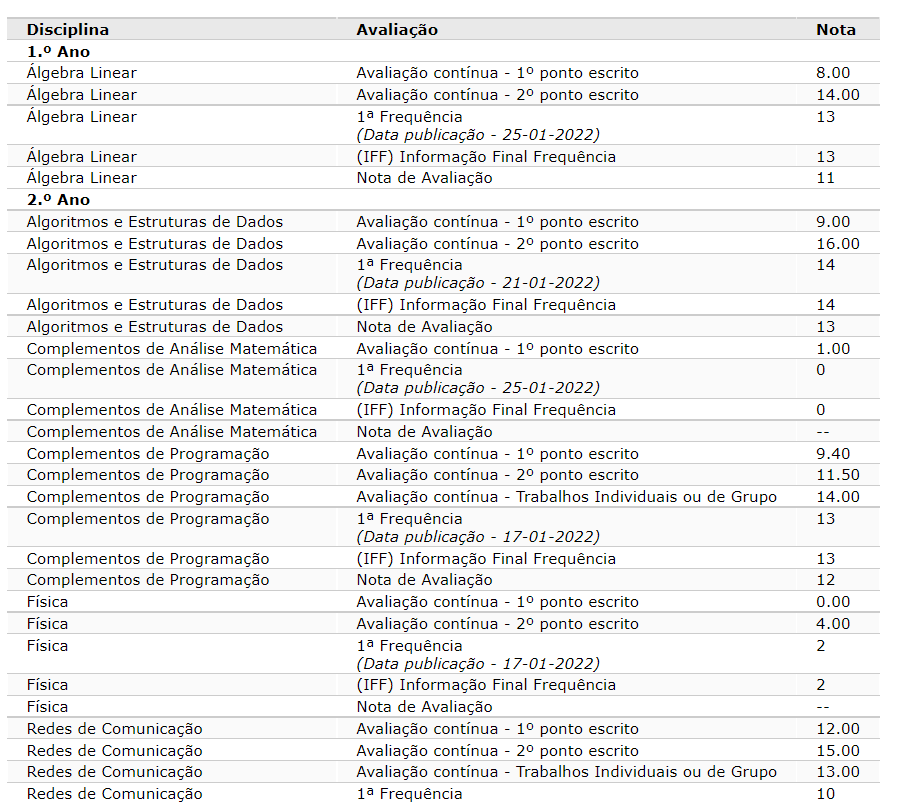 Disciplina Avaliação Nota
1.º Ano
Álgebra Linear Avaliação contínua - 1º ponto escrito 8.00
Álgebra Linear Avaliação contínua - 2º ponto escrito 14.00
Álgebra Linear 1ª Frequência 13
(Data publicação - 25-01-2022)
Álgebra Linear (IFF) Informação Final Frequência 13
Álgebra Linear Nota de Avaliação 11
2.º Ano
Algoritmos e Estruturas de Dados Avaliação contínua - 1º ponto escrito 9.00
Algoritmos e Estruturas de Dados Avaliação contínua - 2º ponto escrito 16.00
Algoritmos e Estruturas de Dados 1ª Frequência 14
(Data publicação - 21-01-2022)
Algoritmos e Estruturas de Dados (IFF) Informação Final Frequência 14
Algoritmos e Estruturas de Dados Nota de Avaliação 13
Complementos de Análise Matemática Avaliação contínua - 1º ponto escrito 1.00
Complementos de Análise Matemática 1ª Frequência 0
(Data publicação - 25-01-2022)
Complementos de Análise Matemática (IFF) Informação Final Frequência 0
Complementos de Análise Matemática Nota de Avaliação --
Complementos de Programação Avaliação contínua - 1º ponto escrito 9.40
Complementos de Programação Avaliação contínua - 2º ponto escrito 11.50
Complementos de Programação Avaliação contínua - Trabalhos Individuais ou de Grupo 14.00
Complementos de Programação 1ª Frequência 13
(Data publicação - 17-01-2022)
Complementos de Programação (IFF) Informação Final Frequência 13
Complementos de Programação Nota de Avaliação 12
Física Avaliação contínua - 1º ponto escrito 0.00
Física Avaliação contínua - 2º ponto escrito 4.00
Física 1ª Frequência 2
(Data publicação - 17-01-2022)
Física (IFF) Informação Final Frequência 2
Física Nota de Avaliação --
Redes de Comunicação Avaliação contínua - 1º ponto escrito 12.00
Redes de Comunicação Avaliação contínua - 2º ponto escrito 15.00
Redes de Comunicação Avaliação contínua - Trabalhos Individuais ou de Grupo 13.00
Redes de Comunicação 1ª Frequência 10